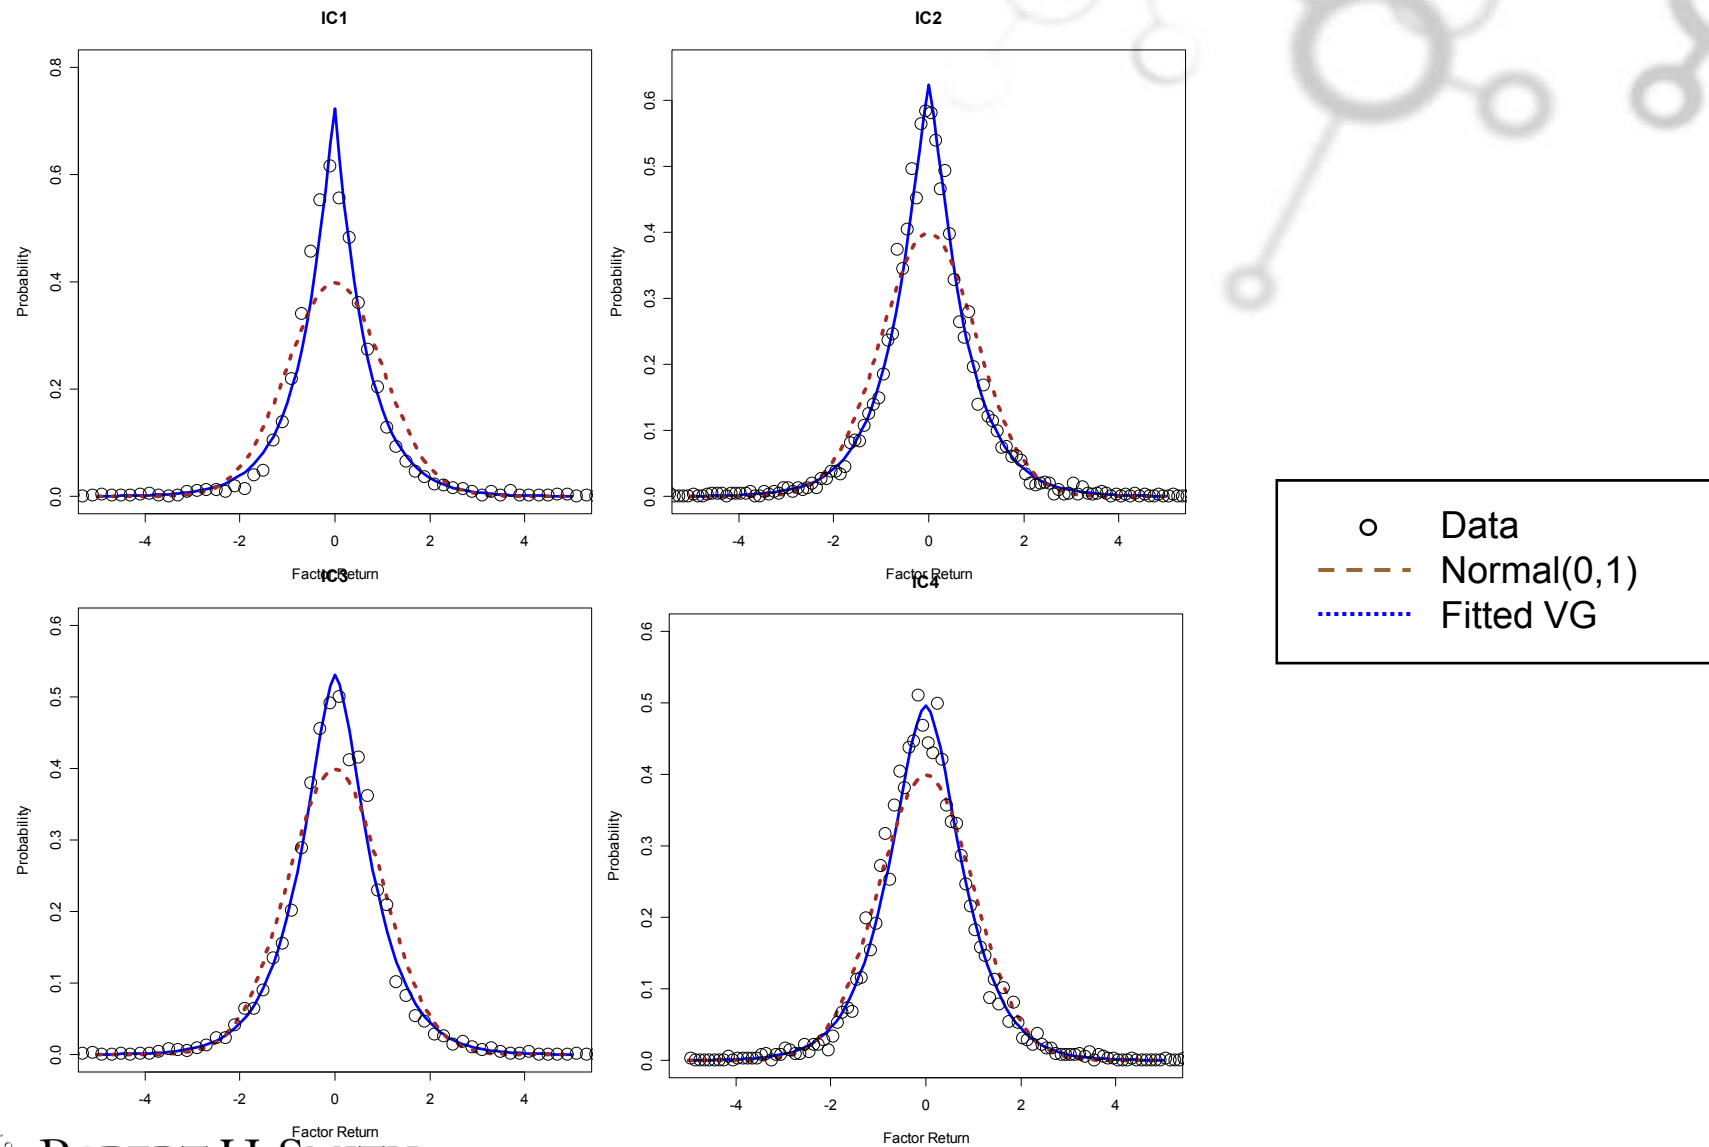 IC1
IC2
0.0 0.2 0.4 0.6 0.8
Probability
-4 -2 0 2 4
Factor Return
0.0 0.1 0.2 0.3 0.4 0.5 0.6
Probability
-4 -2 0 2 4
Factor Return
Data
Normal(0,1)
Fitted VG
IC3
IC4
0.0 0.1 0.2 0.3 0.4 0.5 0.6
Probability
-4 -2 0 2 4
Factor Return
0.0 0.1 0.2 0.3 0.4 0.5 0.6
Probability
-4 -2 0 2 4
Factor Return